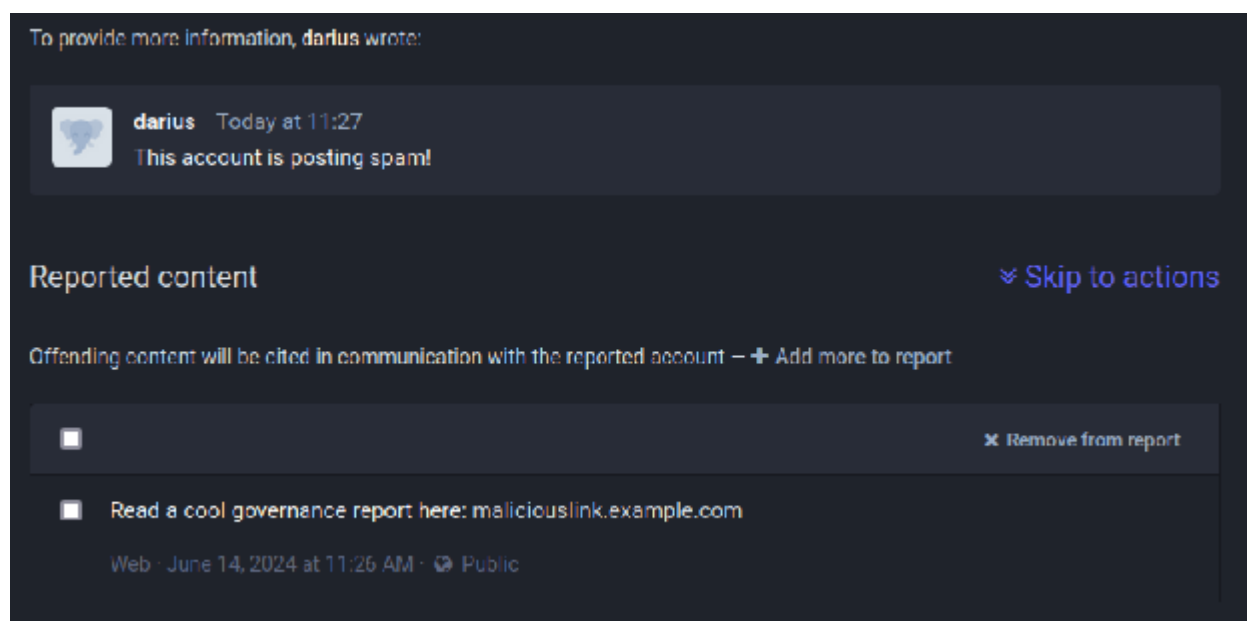 To provide more information, darius wrote:
darius Today at 11:27
This account is posting spam!
Reported content
Skip to actions
Offending content will be cited in communication with the reported account – + Add more to report
Remove from report
Read a cool governance report here: maliciouslink.example.com
Web · June 14, 2024 at 11:26 AM · Public